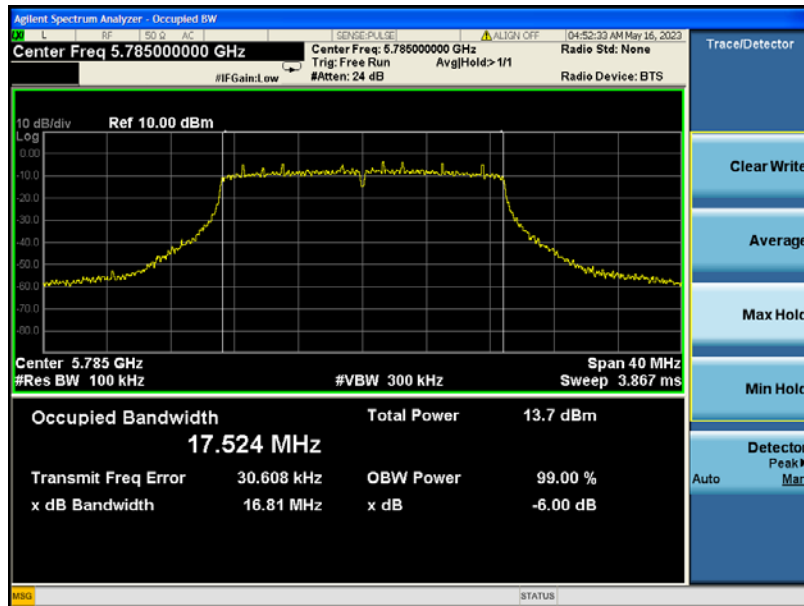 Agilent Spectrum Analyzer - Occupied BW
LXI L RF 50 Ω AC SENSE:PULSE ALIGN OFF 04:52:33 AM May 16, 2023
Center Freq 5.785000000 GHz
Center Freq: 5.785000000 GHz
Radio Std: None
Trig: Free Run Avg|Hold:>1/1
#IFGain:Low
#Atten: 24 dB
Radio Device: BTS
10 dB/div Ref 10.00 dBm
Log
0.00
-10.0
-20.0
-30.0
-40.0
-50.0
-60.0
-70.0
-80.0
Center 5.785 GHz Span 40 MHz
#Res BW 100 kHz #VBW 300 kHz Sweep 3.867 ms
Occupied Bandwidth Total Power 13.7 dBm
17.524 MHz
Transmit Freq Error 30.608 kHz OBW Power 99.00 %
x dB Bandwidth 16.81 MHz x dB -6.00 dB
Trace/Detector
Clear Write
Average
Max Hold
Min Hold
Detector
Peak
Auto Man
MSG STATUS